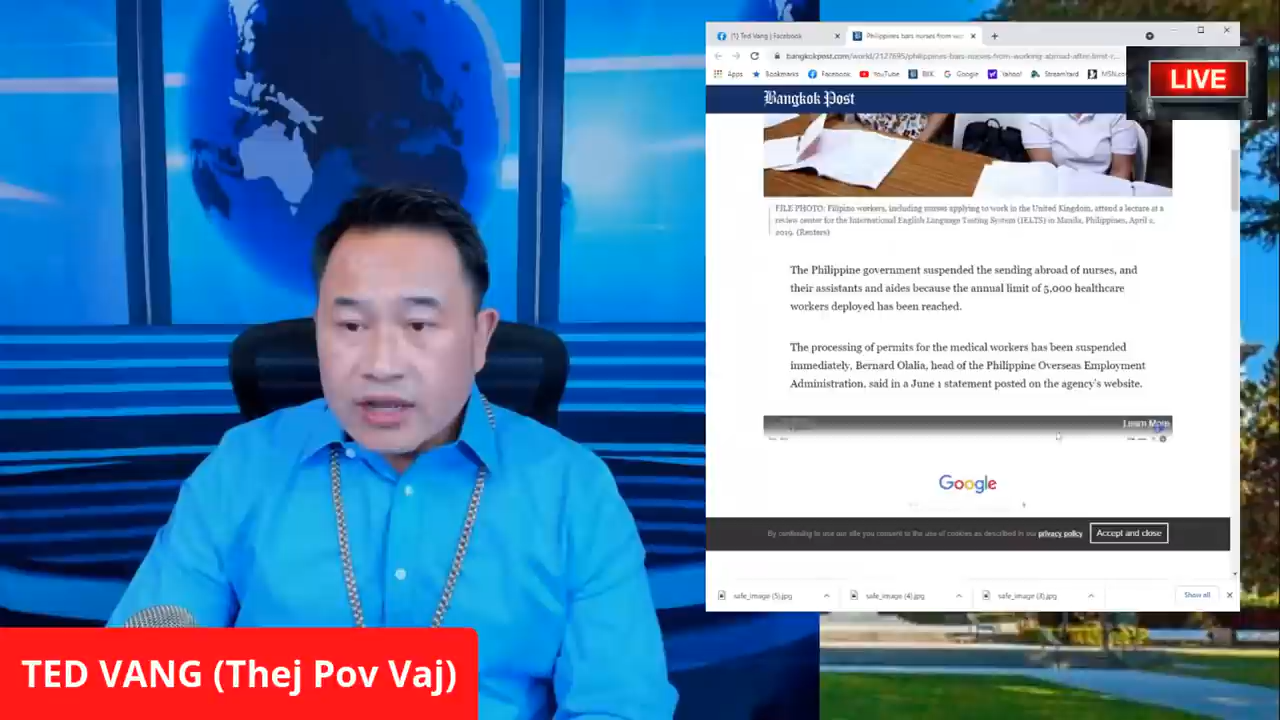 (1) Ted Vang | Facebook
Philippines bars nurses from wo
bangkokpost.com/world/2127695/philippines-bars-nurses-from-working-abroad-after-limit-r...
Apps Bookmarks Facebook YouTube BBK Google Yahoo! StreamYard MSN.co
LIVE
Bangkok Post
FILE PHOTO: Filipino workers, including nurses applying to work in the United Kingdom, attend a lecture at a
review center for the International English Language Testing System (IELTS) in Manila, Philippines, April 2,
2019. (Reuters)
The Philippine government suspended the sending abroad of nurses, and
their assistants and aides because the annual limit of 5,000 healthcare
workers deployed has been reached.
The processing of permits for the medical workers has been suspended
immediately, Bernard Olalia, head of the Philippine Overseas Employment
Administration, said in a June 1 statement posted on the agency's website.
Learn More
Google
By continuing to use our site you consent to the use of cookies as described in our privacy policy Accept and close
safe_image (5).jpg safe_image (4).jpg safe_image (3).jpg Show all
TED VANG (Thej Pov Vaj)